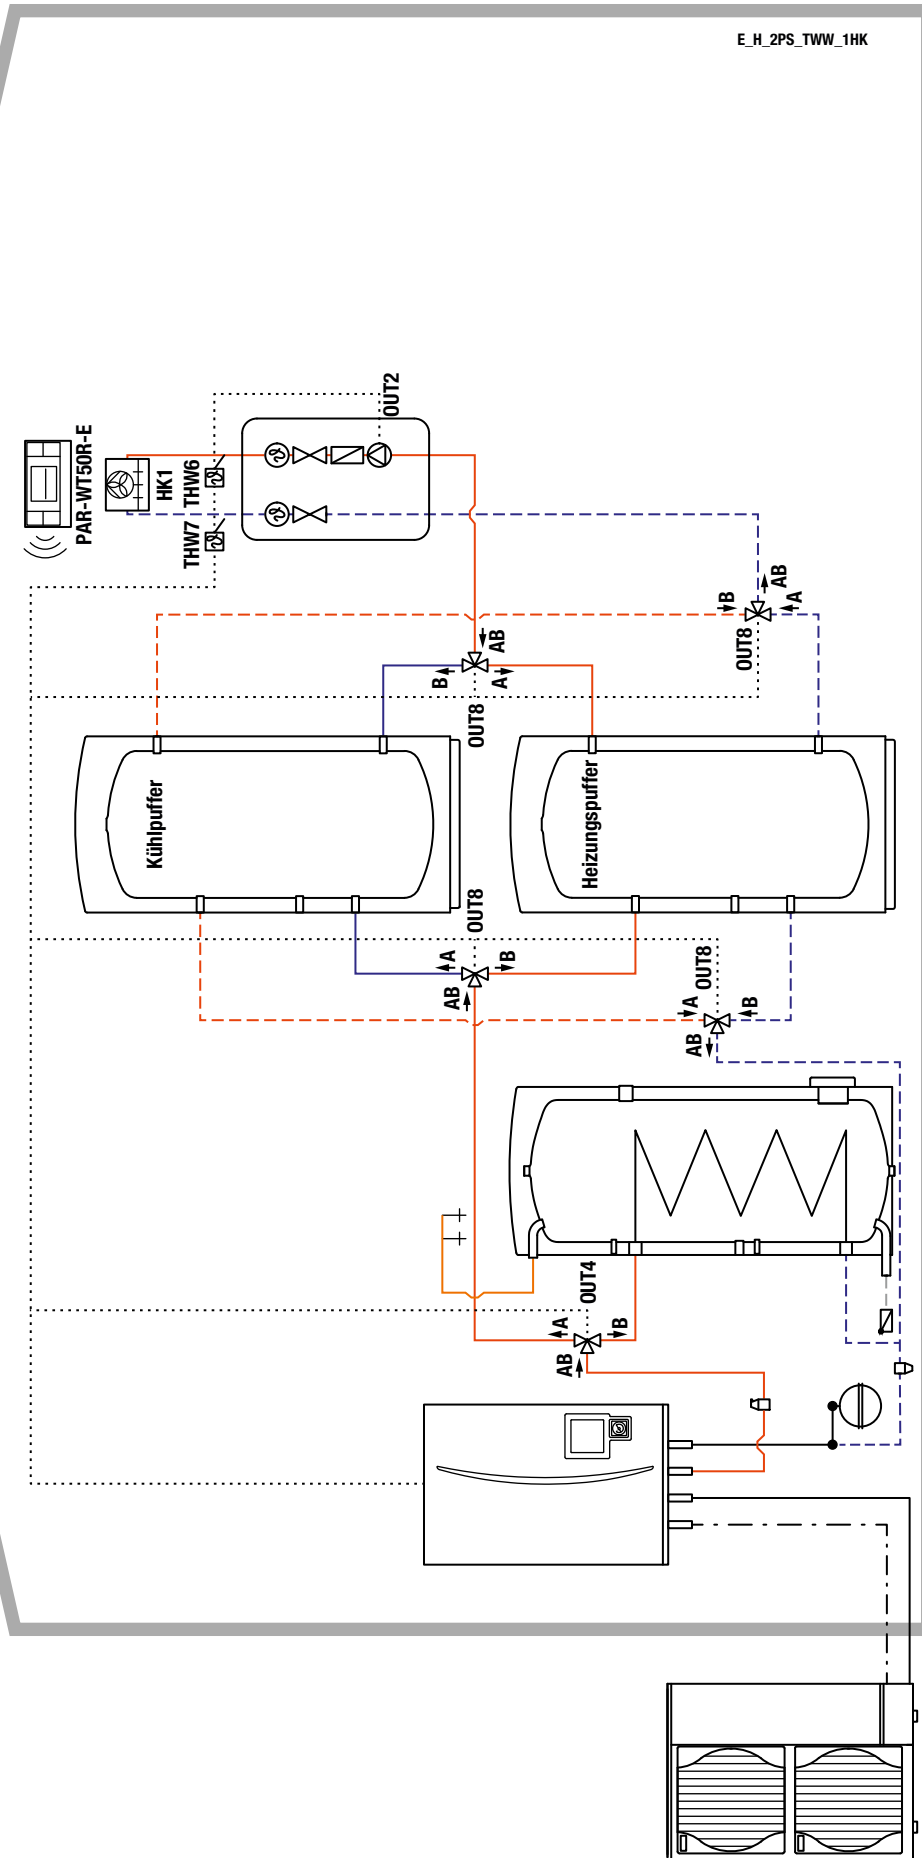 E_H_2PS_TWW_1HK
PAR-WT50R-E
HK1
THW6
THW7
OUT2
B
AB
A
OUT8
B
AB
A
OUT8
Kühlpuffer
Heizungspuffer
OUT8
A
AB
B
OUT8
A
AB
B
OUT4
A
AB
B